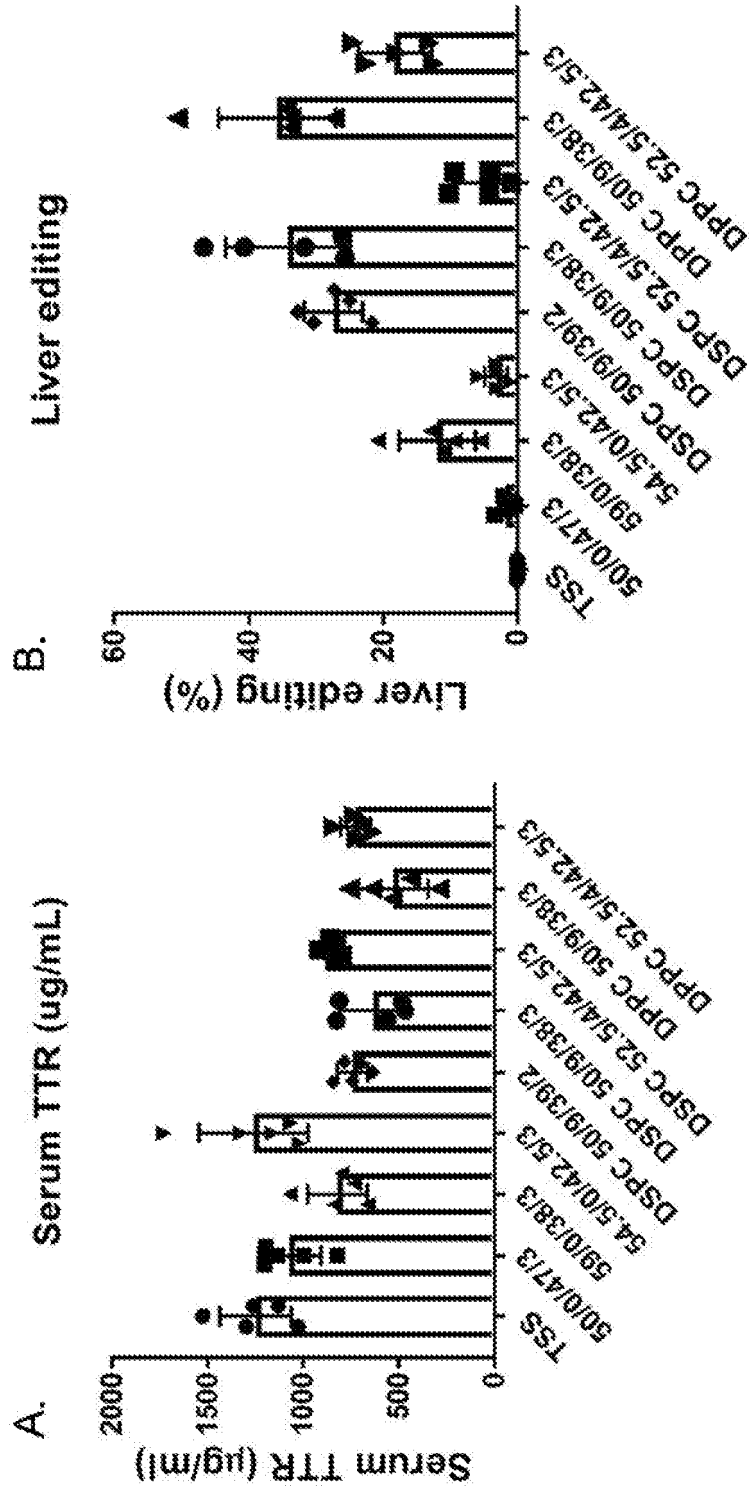 A.
Serum TTR (ug/mL)
Serum TTR (µg/ml)
2000
1500
1000
500
0
TSS
50/0/47/3
59/0/38/3
54.5/0/42.5/3
DSPC 50/9/39/2
DSPC 50/9/38/3
DSPC 52.5/4/42.5/3
DPPC 50/9/38/3
DPPC 52.5/4/42.5/3
B.
Liver editing
Liver editing (%)
60
40
20
0
TSS
50/0/47/3
59/0/38/3
54.5/0/42.5/3
DSPC 50/9/39/2
DSPC 50/9/38/3
DSPC 52.5/4/42.5/3
DPPC 50/9/38/3
DPPC 52.5/4/42.5/3